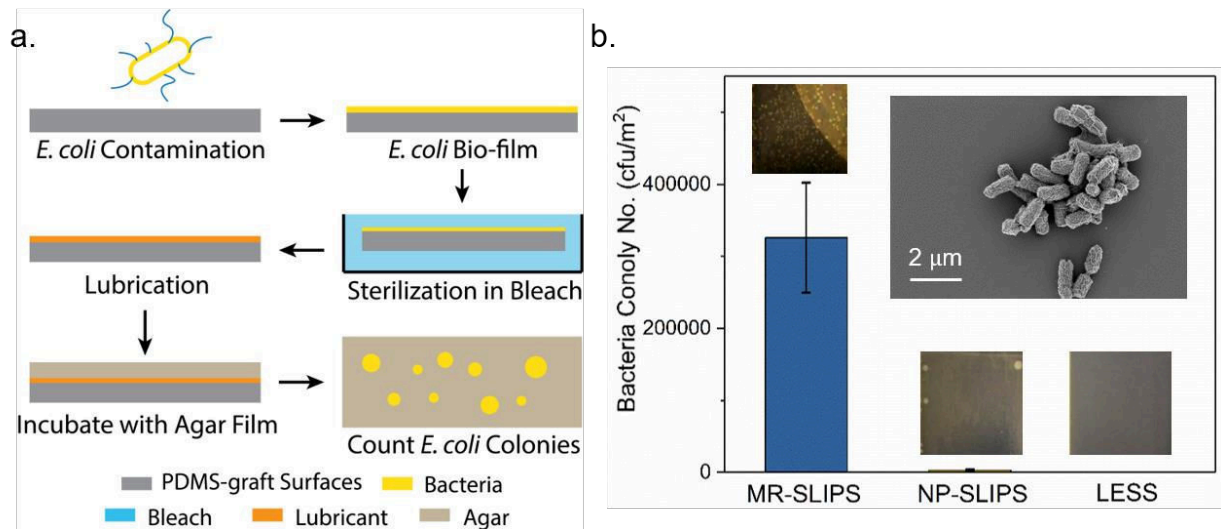 a.
E. coli Contamination
E. coli Bio-film
Lubrication
Sterilization in Bleach
Incubate with Agar Film
Count E. coli Colonies
PDMS-graft Surfaces
Bacteria
Bleach
Lubricant
Agar
b.
Bacteria Conoly No. (cfu/m²)
400000
200000
0
2 μm
MR-SLIPS
NP-SLIPS
LESS